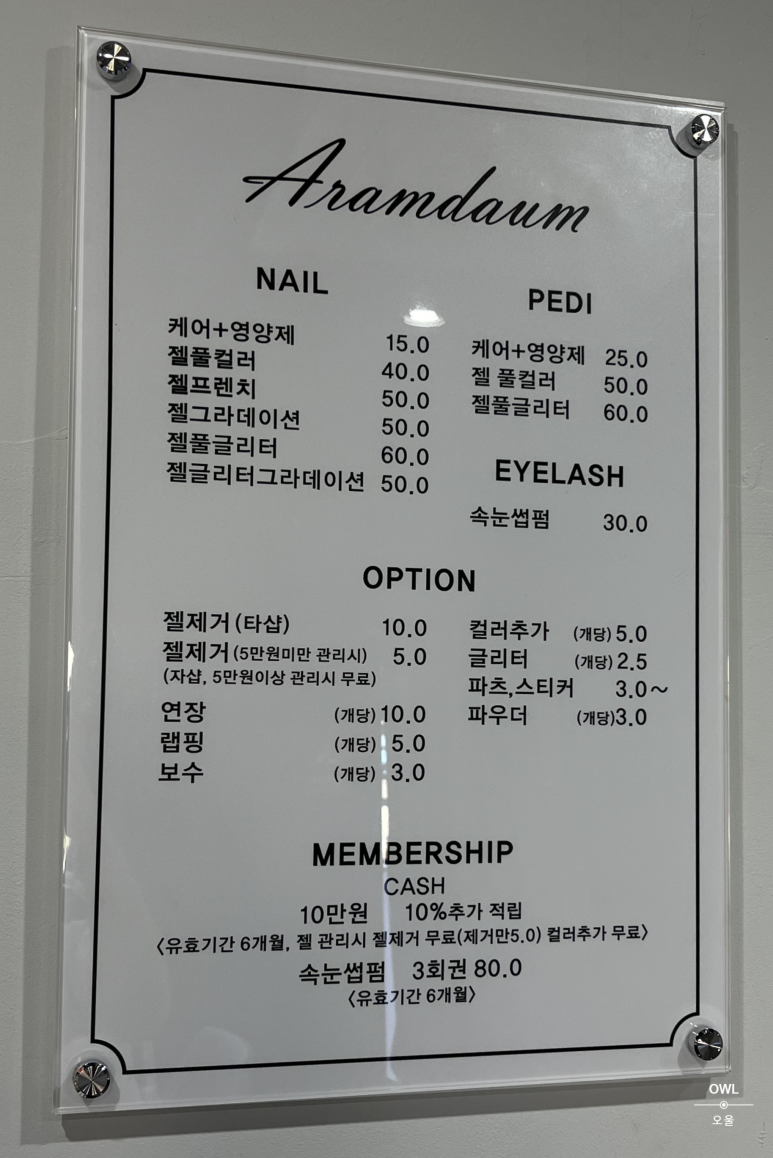 Aramdaum
NAIL
케어+영양제 15.0
젤풀컬러 40.0
젤프렌치 50.0
젤그라데이션 50.0
젤풀글리터 60.0
젤글리터그라데이션 50.0
PEDI
케어+영양제 25.0
젤 풀컬러 50.0
젤풀글리터 60.0
EYELASH
속눈썹펌 30.0
OPTION
젤제거(타샵) 10.0
젤제거(5만원미만 관리시) 5.0
(자샵, 5만원이상 관리시 무료)
연장 (개당) 10.0
랩핑 (개당) 5.0
보수 (개당) 3.0
컬러추가 (개당) 5.0
글리터 (개당) 2.5
파츠,스티커 3.0~
파우더 (개당)3.0
MEMBERSHIP
CASH
10만원 10%추가 적립
〈유효기간 6개월, 젤 관리시 젤제거 무료(제거만5.0) 컬러추가 무료〉
속눈썹펌 3회권 80.0
〈유효기간 6개월〉
OWL
오울